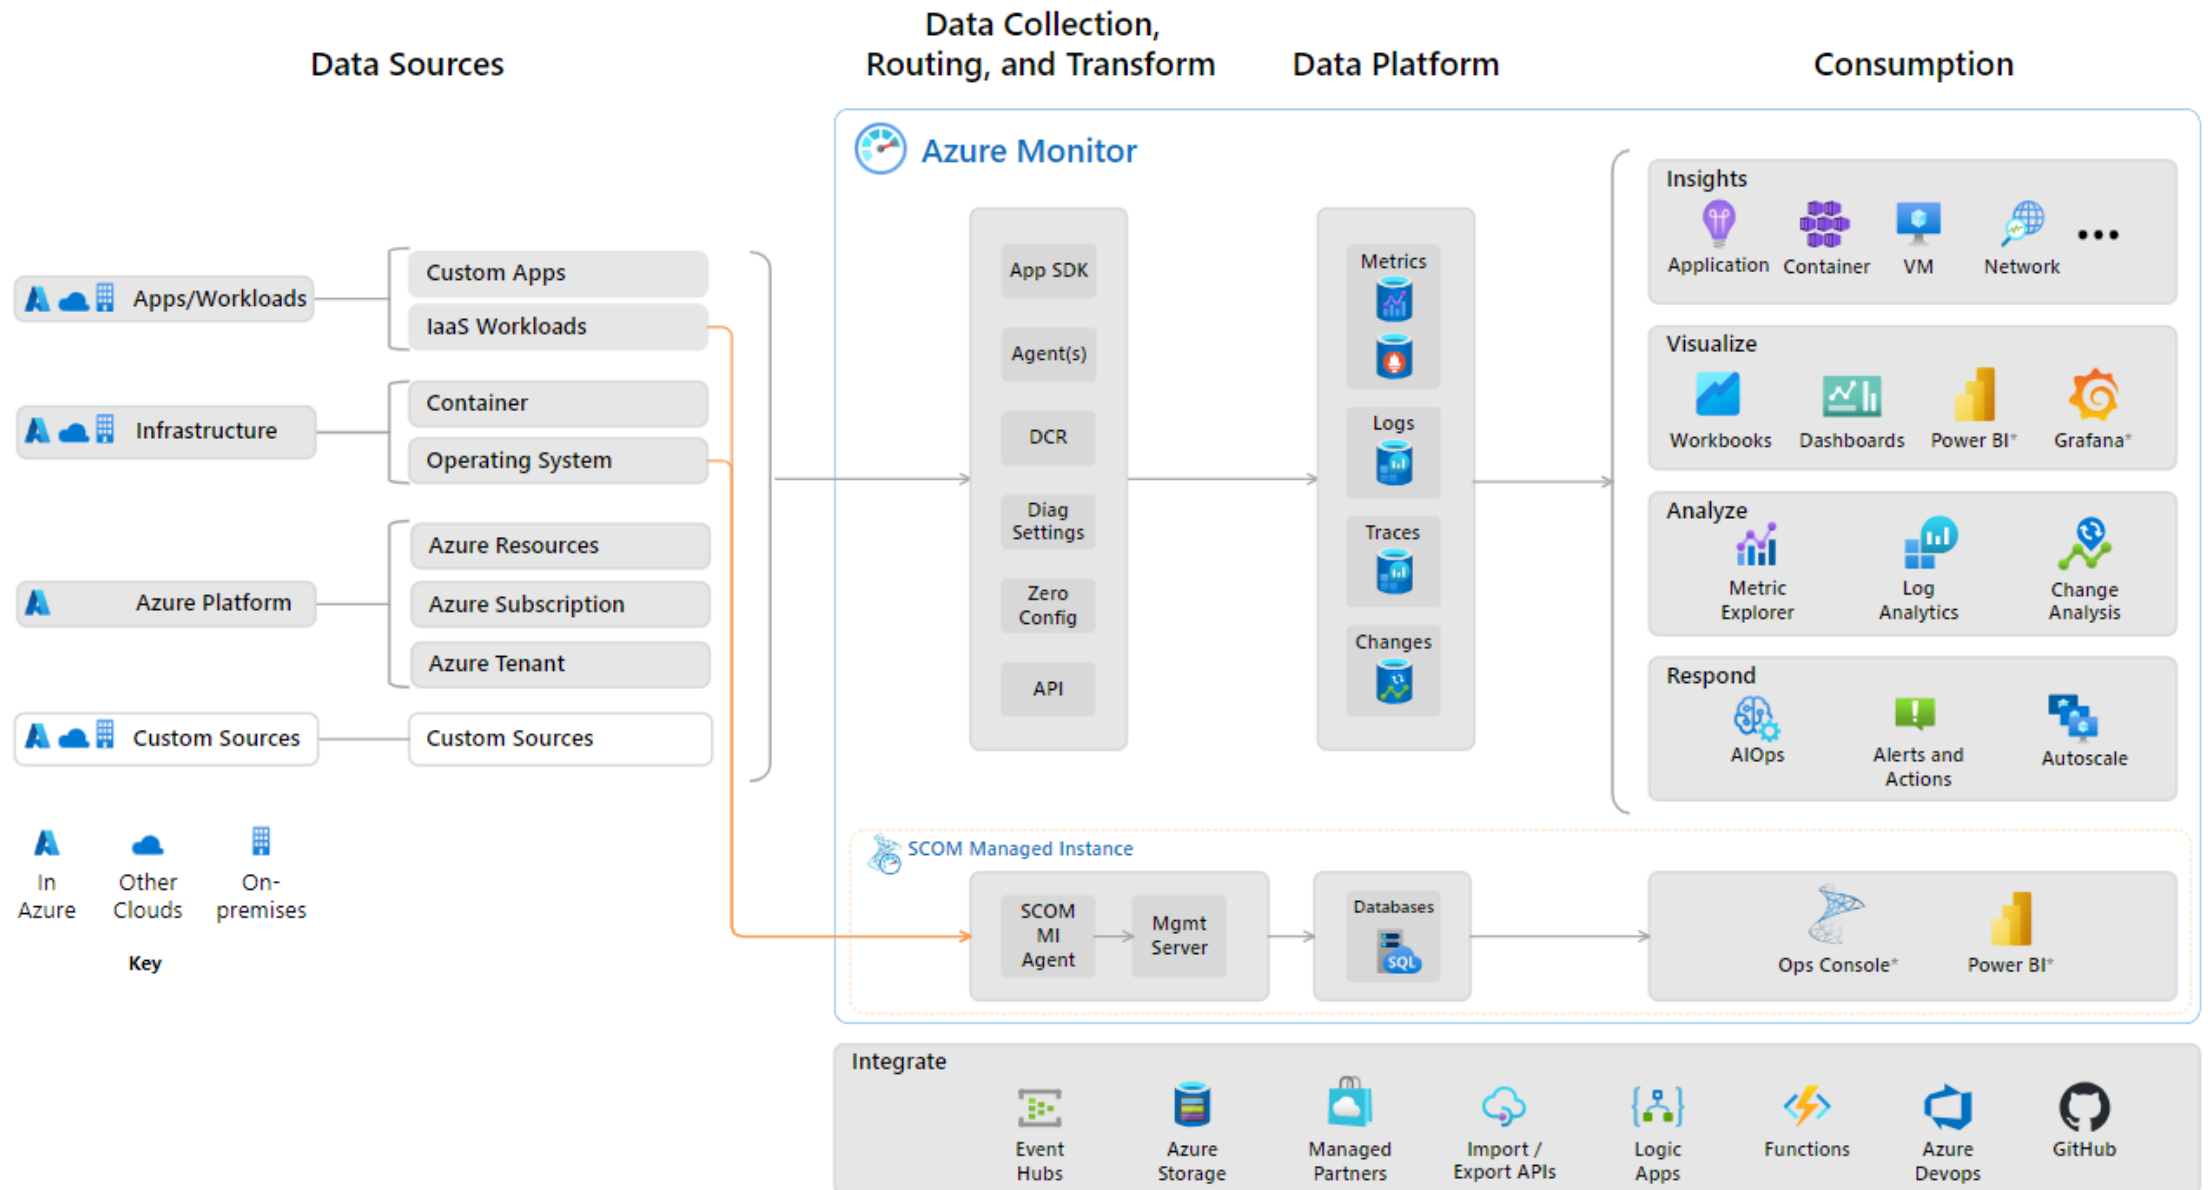 Data Sources
Data Collection,
Routing, and Transform
Data Platform
Consumption
Azure Monitor
Apps/Workloads
Custom Apps
IaaS Workloads
Infrastructure
Container
Operating System
Azure Platform
Azure Resources
Azure Subscription
Azure Tenant
Custom Sources
Custom Sources
In
Azure
Other
Clouds
On-
premises
Key
App SDK
Agent(s)
DCR
Diag
Settings
Zero
Config
API
Metrics
Logs
Traces
Changes
Insights
Application
Container
VM
Network
•••
Visualize
Workbooks
Dashboards
Power BI*
Grafana*
Analyze
Metric
Explorer
Log
Analytics
Change
Analysis
Respond
AIOps
Alerts and
Actions
Autoscale
SCOM Managed Instance
SCOM
MI
Agent
Mgmt
Server
Databases
SQL
Ops Console*
Power BI*
Integrate
Event
Hubs
Azure
Storage
Managed
Partners
Import /
Export APIs
Logic
Apps
Functions
Azure
Devops
GitHub